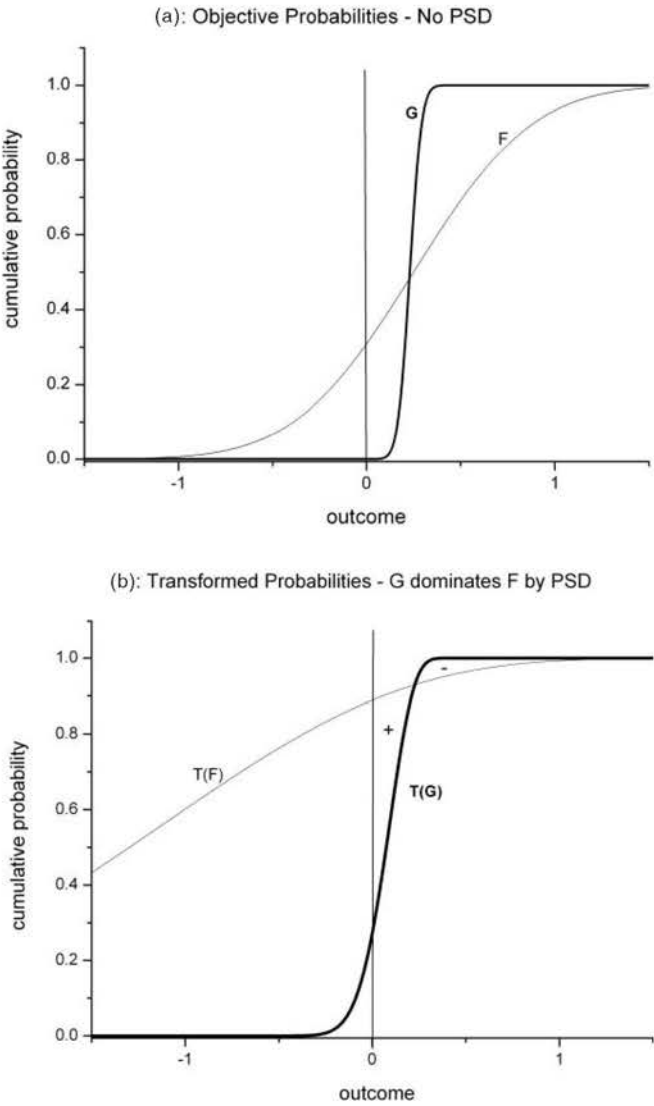 (a): Objective Probabilities - No PSD
1.0
G
F
0.8
0.6
0.4
0.2
0.0
cumulative probability
-1
0
1
outcome
(b): Transformed Probabilities - G dominates F by PSD
1.0
-
0.8
+
T(F)
T(G)
0.6
0.4
0.2
0.0
cumulative probability
-1
0
1
outcome